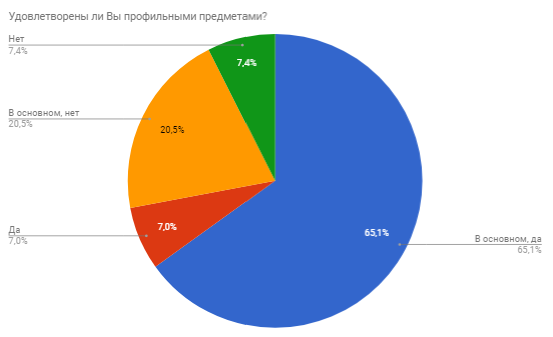 Удовлетворены ли Вы профильными предметами?
Нет
7,4%
7,4%
В основном, нет
20,5%
20,5%
Да
7,0%
7,0%
65,1%
В основном, да
65,1%